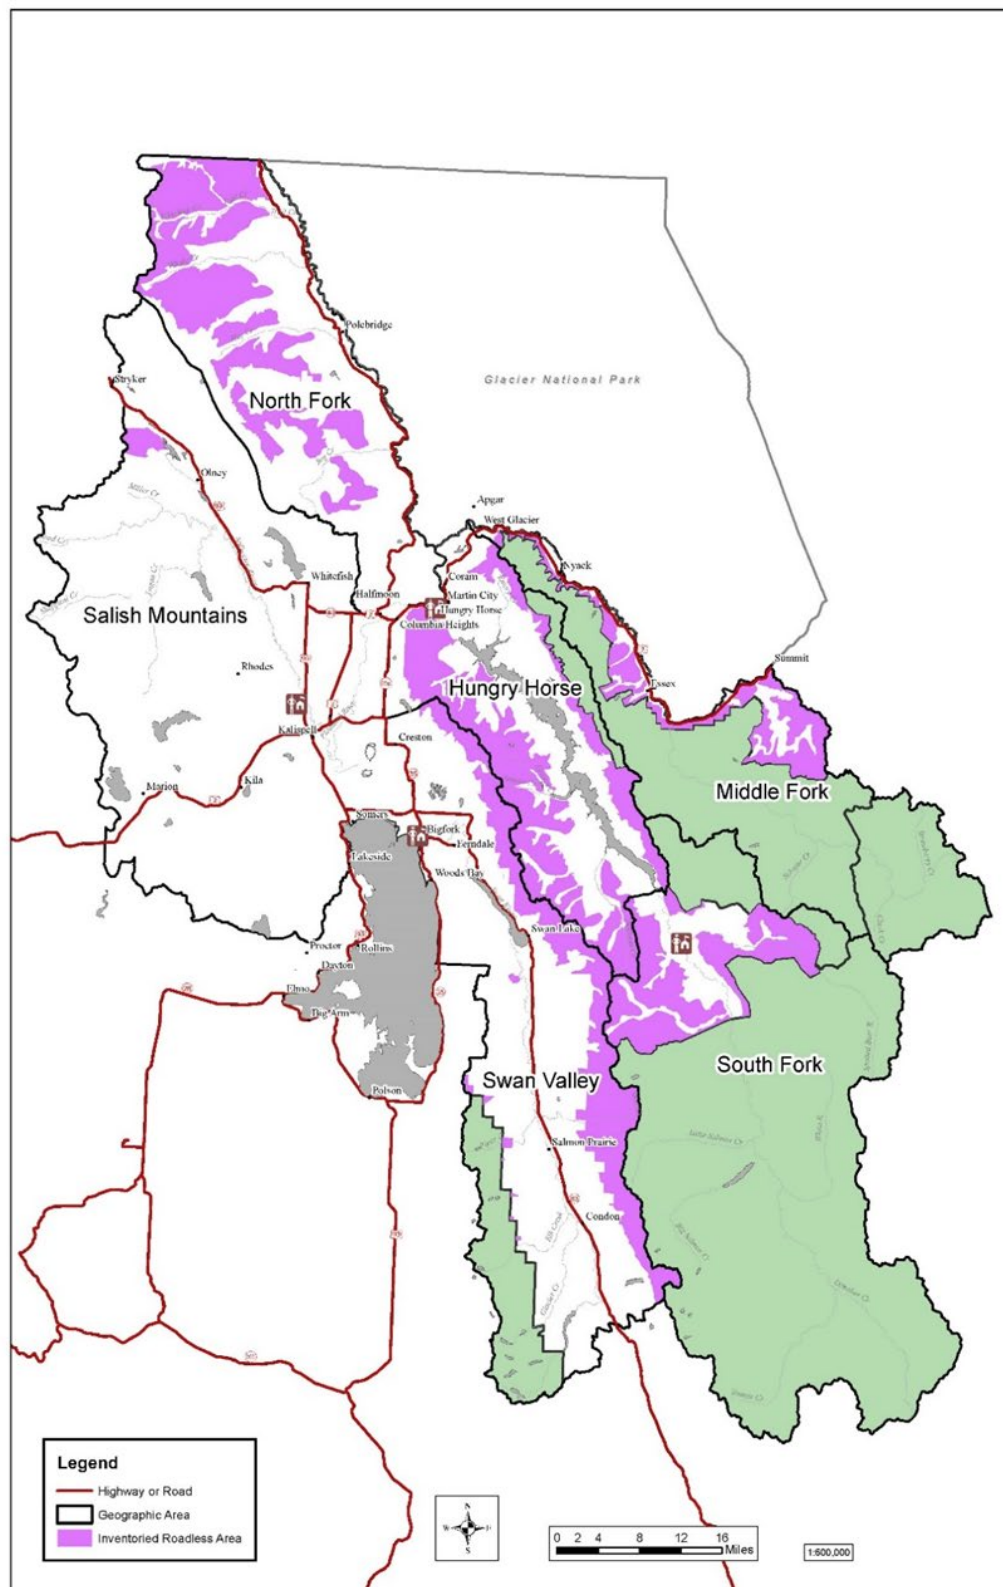 Polebridge
Glacier National Park
Stryker
North Fork
Olney
Apgar
West Glacier
Nyack
Whitefish
Coram
Halfmoon
Martin City
Hungry Horse
Salish Mountains
Columbia Heights
Summit
Rhodes
Essex
Hungry Horse
Kalispell
Creston
Marion
Kila
Middle Fork
Somers
Bigfork
Ferndale
Lakeside
Woods Bay
Swan Lake
Proctor
Rollins
Dayton
Elmo
Big Arm
South Fork
Swan Valley
Polson
Salmon Prairie
Condon
Legend
Highway or Road
Geographic Area
Inventoried Roadless Area
N
W E
S
0 2 4 8 12 16
Miles
1:600,000